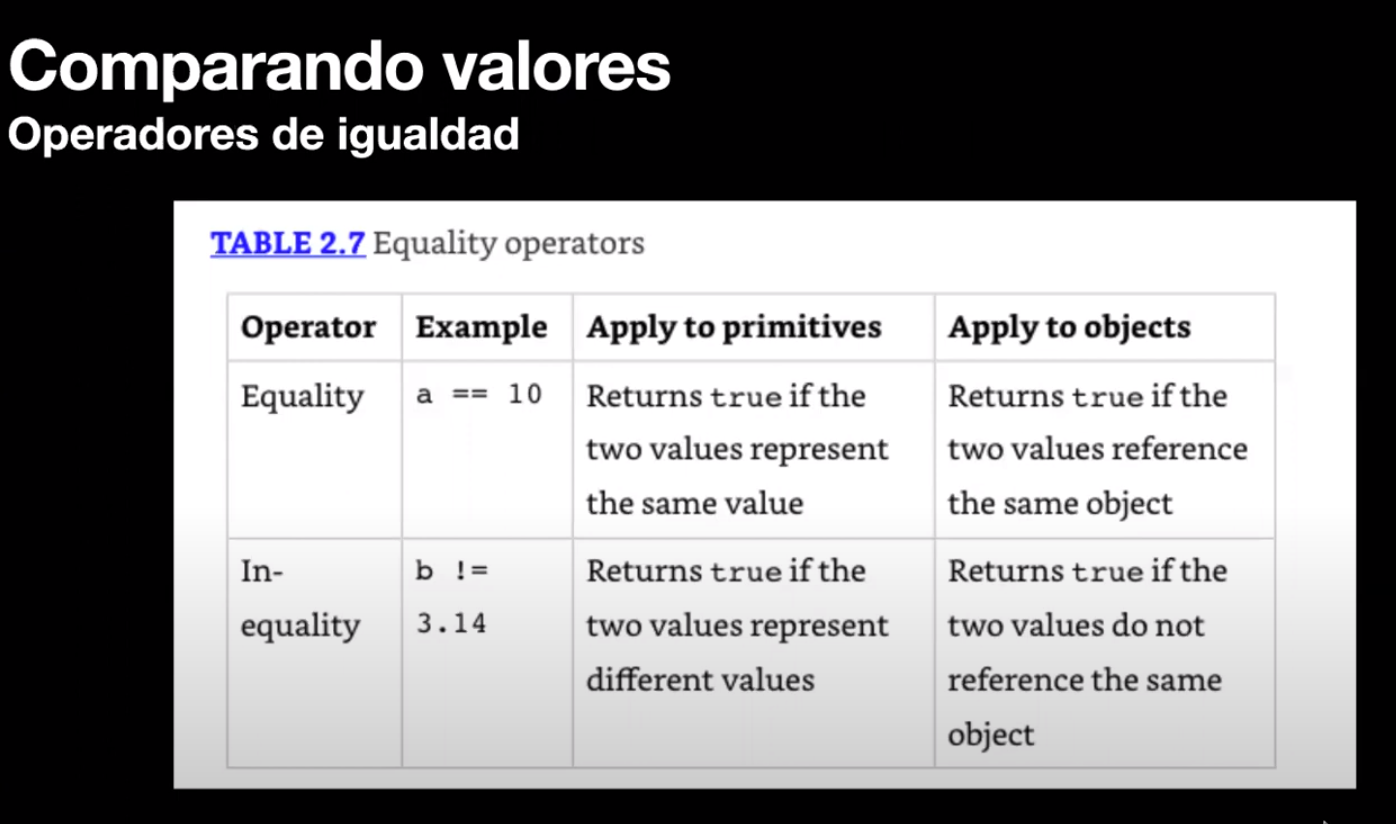 Comparando valores
Operadores de igualdad
TABLE 2.7 Equality operators
Operator Example Apply to primitives Apply to objects
Equality a == 10 Returns true if the Returns true if the
two values represent two values reference
the same value the same object
In- b != Returns true if the Returns true if the
equality 3.14 two values represent two values do not
different values reference the same
object